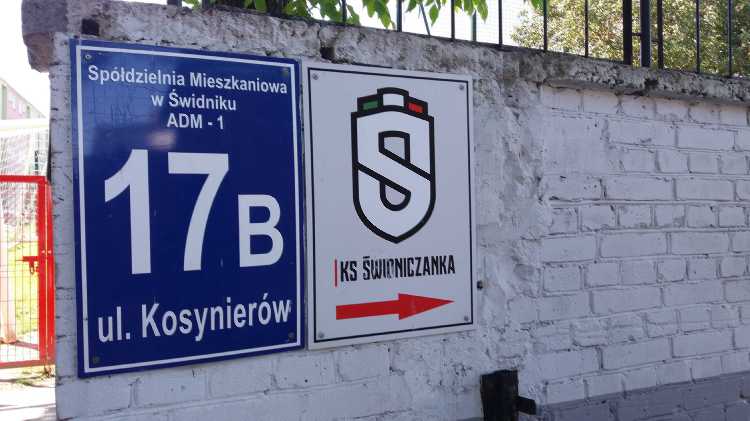 Spółdzielnia Mieszkaniowa
w Świdniku
ADM - 1
17B
ul. Kosynierów
S
KS ŚWIDNICZANKA